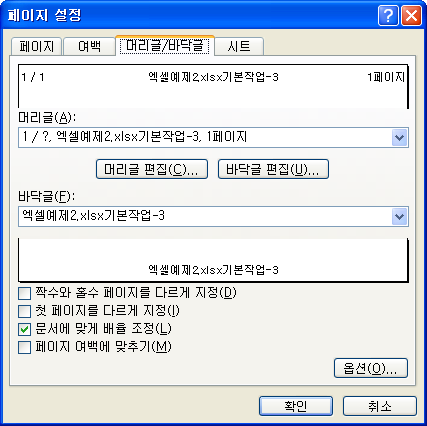 페이지 설정
페이지 여백 머리글/바닥글 시트
1 / 1 엑셀예제2.xlsx기본작업-3 1페이지
머리글(A):
1 / ?, 엑셀예제2.xlsx기본작업-3, 1페이지
머리글 편집(C)... 바닥글 편집(U)...
바닥글(F):
엑셀예제2.xlsx기본작업-3
엑셀예제2.xlsx기본작업-3
짝수와 홀수 페이지를 다르게 지정(D)
첫 페이지를 다르게 지정(I)
문서에 맞게 배율 조정(L)
페이지 여백에 맞추기(M)
옵션(O)...
확인 취소